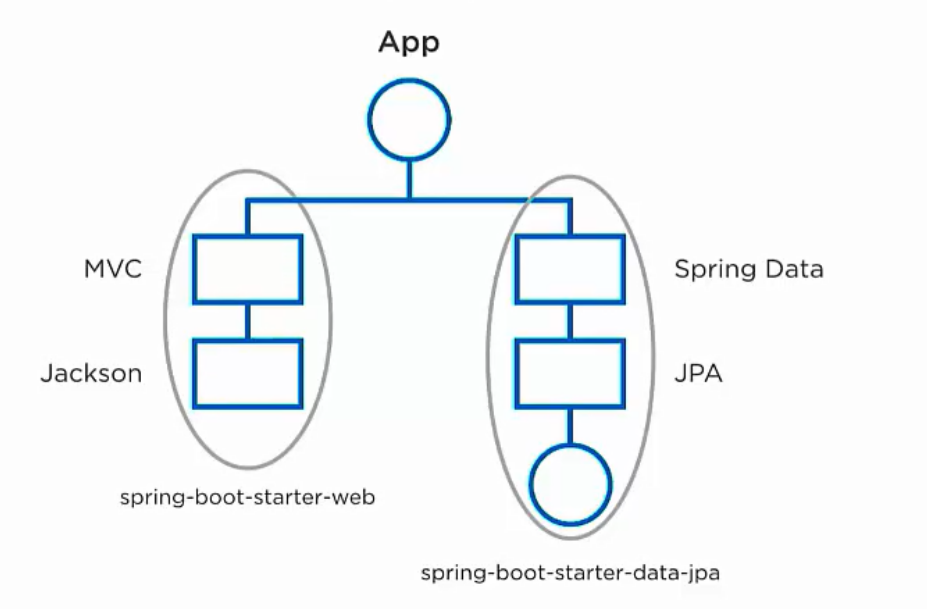 App
MVC
Spring Data
Jackson
JPA
spring-boot-starter-web
spring-boot-starter-data-jpa